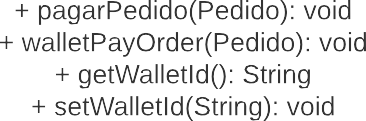 + pagarPedido(Pedido): void
+ walletPayOrder(Pedido): void
+ getWalletId(): String
+ setWalletId(String): void